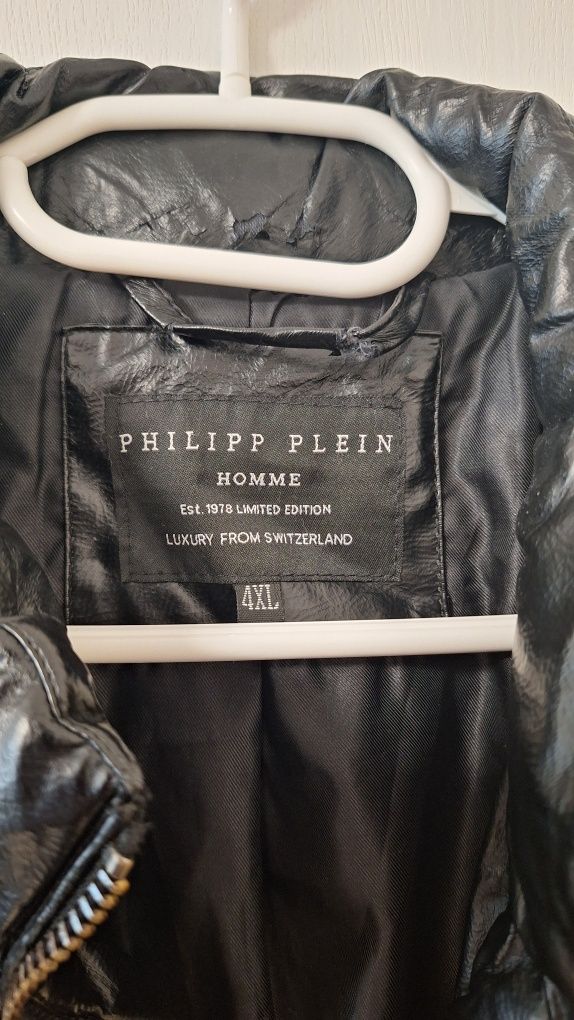 PHILIPP PLEIN
HOMME
Est. 1978 LIMITED EDITION
LUXURY FROM SWITZERLAND
4XL